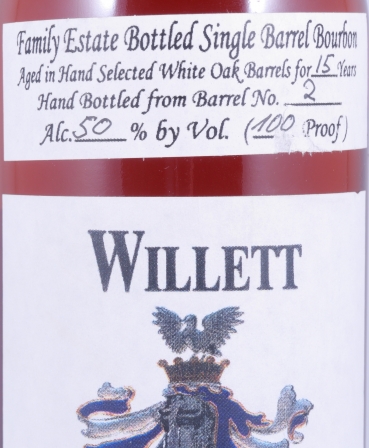 Family Estate Bottled Single Barrel Bourbon
Aged in Hand Selected White Oak Barrels for 15 Years
Hand Bottled from Barrel No. 2
Alc. 50 % by Vol. (100 Proof)
WILLETT